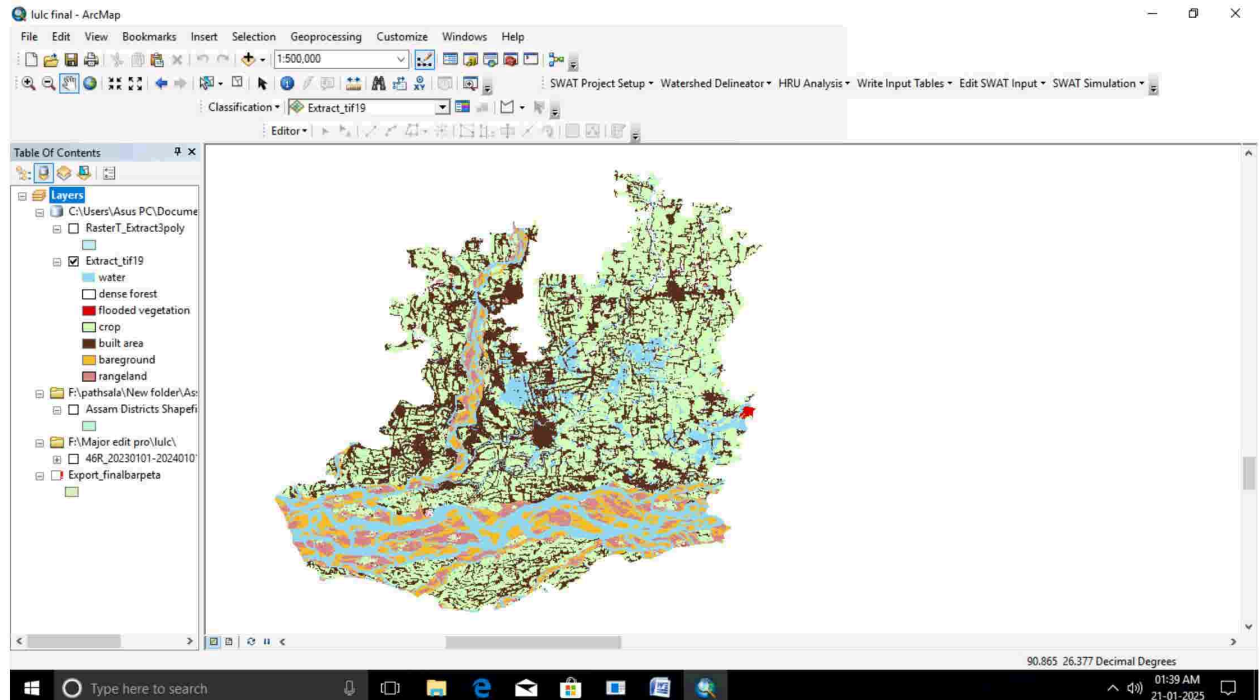 lulc final - ArcMap
File Edit View Bookmarks Insert Selection Geoprocessing Customize Windows Help
1:500,000
SWAT Project Setup Watershed Delineator HRU Analysis Write Input Tables Edit SWAT Input SWAT Simulation
Classification Extract_tif19
Editor
Table Of Contents
Layers
C:\Users\Asus PC\Docume
RasterT_Extract3poly
Extract_tif19
water
dense forest
flooded vegetation
crop
built area
bareground
rangeland
F:\pathsala\New folder\As
Assam Districts Shapefi
F:\Major edit pro\lulc\
46R_20230101-2024010
Export_finalbarpeta
90.865 26.377 Decimal Degrees
Type here to search
01:39 AM
21-01-2025